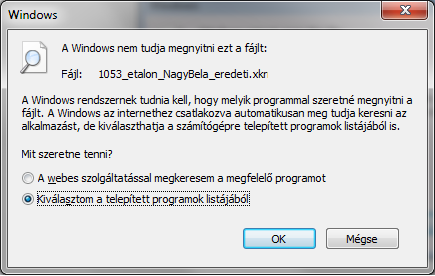 Windows
A Windows nem tudja megnyitni ezt a fájlt:
Fájl: 1053_etalon_NagyBela_eredeti.xkr
A Windows rendszernek tudnia kell, hogy melyik programmal szeretné megnyitni a
fájlt. A Windows az internethez csatlakozva automatikusan meg tudja keresni az
alkalmazást, de kiválaszthatja a számítógépre telepített programok listájából is.
Mit szeretne tenni?
A webes szolgáltatással megkeresem a megfelelő programot
Kiválasztom a telepített programok listájából
OK Mégse